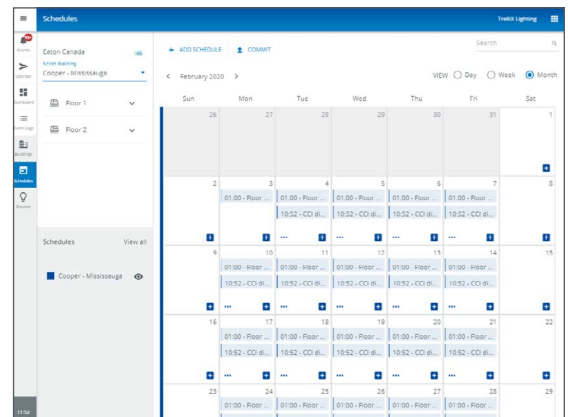 Schedules
Trellix Lighting
Alarms
Eaton Canada
Select Building
Cooper - Mississauga
Floor 1
Floor 2
Dashboard
Event Logs
Buildings
Schedules
Devices
Schedules View all
Cooper - Mississauga
11:52
+ ADD SCHEDULE COMMIT
Search
< February 2020 >
VIEW Day Week Month
Sun Mon Tue Wed Thu Fri Sat
26 27 28 29 30 31 1
2 3 4 5 6 7 8
01:00 - Floor ... 01:00 - Floor ... 01:00 - Floor ... 01:00 - Floor ... 01:00 - Floor ...
10:52 - CCI di... 10:52 - CCI di... 10:52 - CCI di... 10:52 - CCI di...
... ... ... ...
9 10 11 12 13 14 15
01:00 - Floor ... 01:00 - Floor ... 01:00 - Floor ... 01:00 - Floor ... 01:00 - Floor ...
10:52 - CCI di... 10:52 - CCI di... 10:52 - CCI di... 10:52 - CCI di... 10:52 - CCI di...
... ... ... ... ...
16 17 18 19 20 21 22
01:00 - Floor ... 01:00 - Floor ... 01:00 - Floor ... 01:00 - Floor ... 01:00 - Floor ...
10:52 - CCI di... 10:52 - CCI di... 10:52 - CCI di... 10:52 - CCI di... 10:52 - CCI di...
... ... ... ... ...
23 24 25 26 27 28 29
01:00 - Floor ... 01:00 - Floor ... 01:00 - Floor ... 01:00 - Floor ... 01:00 - Floor ...